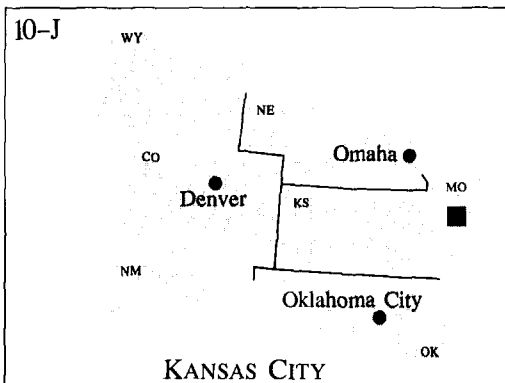 10–J
WY
NE
CO
Omaha
MO
Denver
KS
NM
Oklahoma City
OK
KANSAS CITY